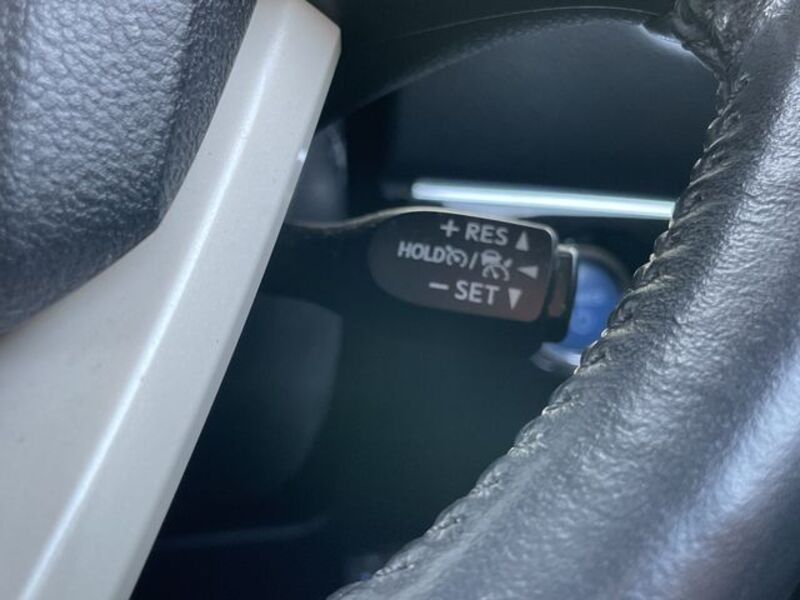 + RES ▲
HOLD / ◀
− SET ▼